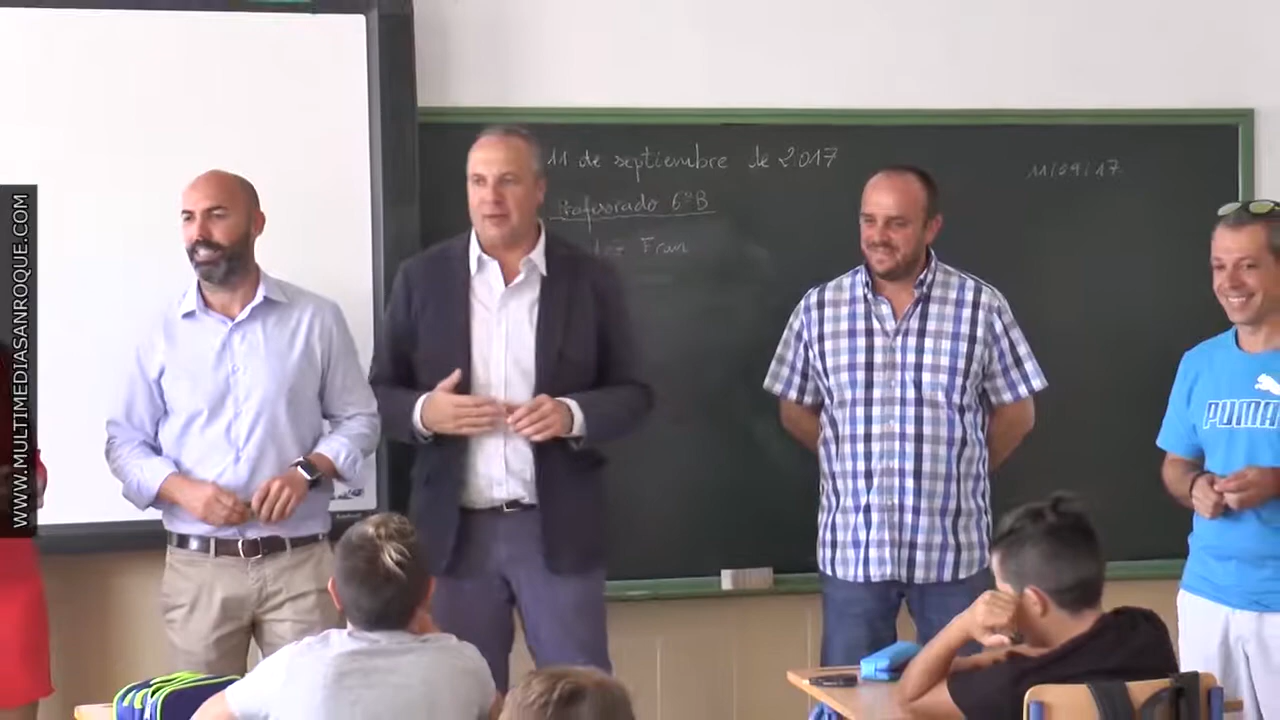 WWW.MULTIMEDIASANROQUE.COM
11 de septiembre de 2017
Profesorado 6ºB
Fran
11/09/17
PUMA